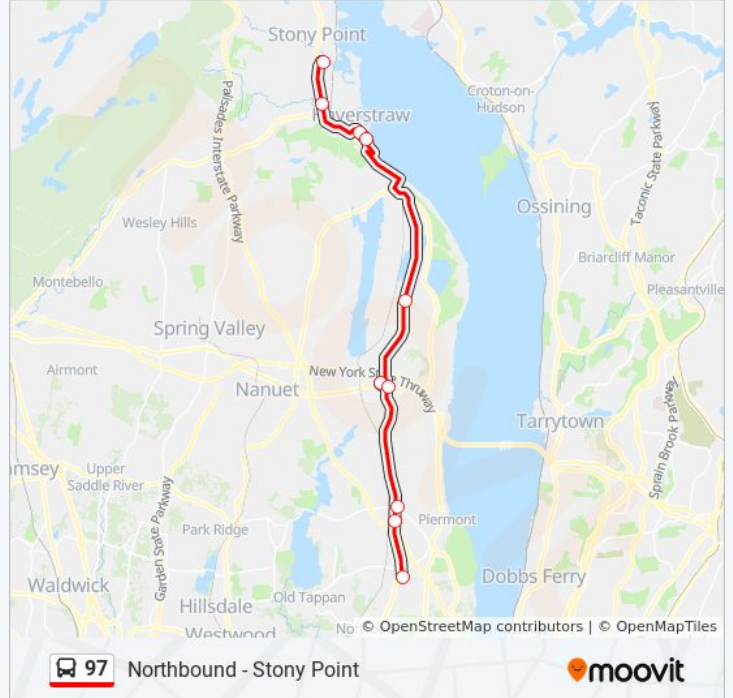 Stony Point
Haverstraw
Croton-on-
Hudson
Palisades Interstate Parkway
Taconic State Parkway
Ossining
Wesley Hills
Briarcliff Manor
Montebello
Pleasantville
Spring Valley
Airmont
New York State Thruway
Nanuet
Tarrytown
Sprain Brook Parkway
msey
Upper
Saddle River
Garden State Parkway
Park Ridge
Piermont
Waldwick
Dobbs Ferry
Hillsdale
Old Tappan
Westwood
No
© OpenStreetMap contributors | © OpenMapTiles
97 Northbound - Stony Point
moovit